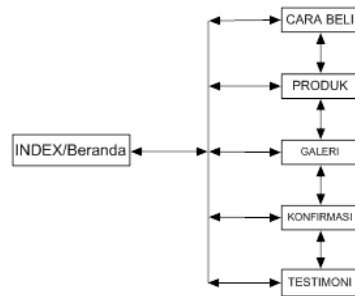 CARA BELI
PRODUK
INDEX/Beranda
GALERI
KONFIRMASI
TESTIMONI